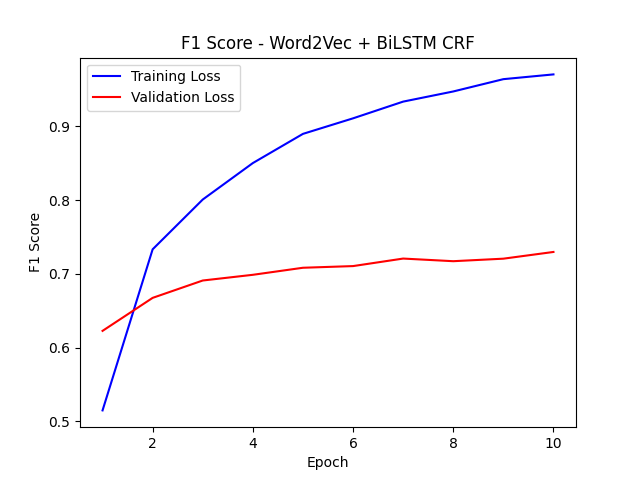 F1 Score - Word2Vec + BiLSTM CRF
Training Loss
Validation Loss
0.9
0.8
0.7
0.6
0.5
F1 Score
2 4 6 8 10
Epoch